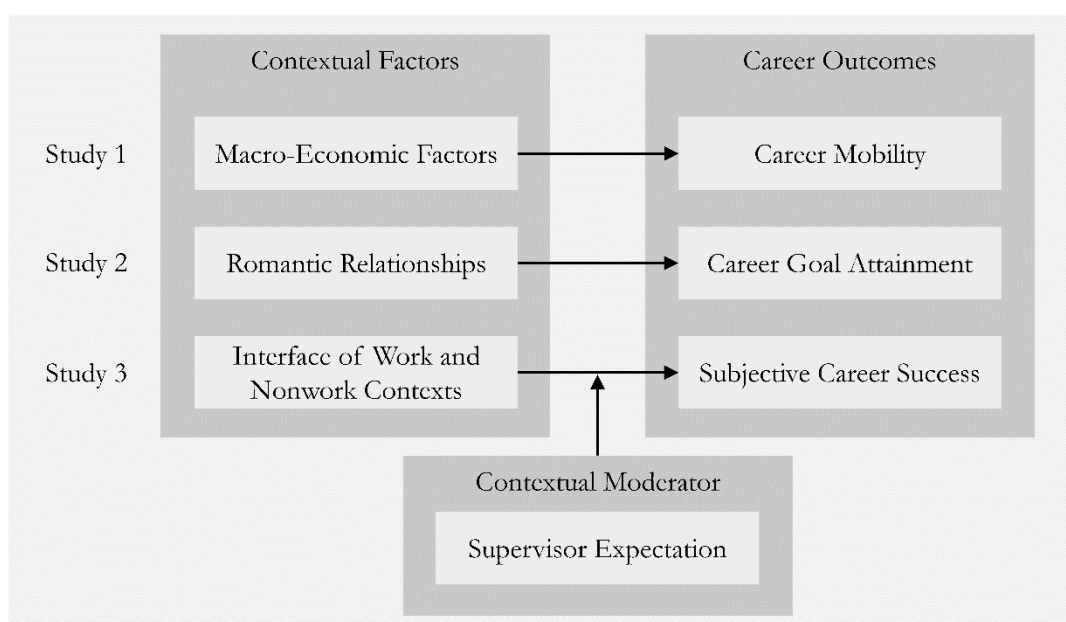 Contextual Factors
Career Outcomes
Study 1
Macro-Economic Factors
Career Mobility
Study 2
Romantic Relationships
Career Goal Attainment
Study 3
Interface of Work and
Nonwork Contexts
Subjective Career Success
Contextual Moderator
Supervisor Expectation